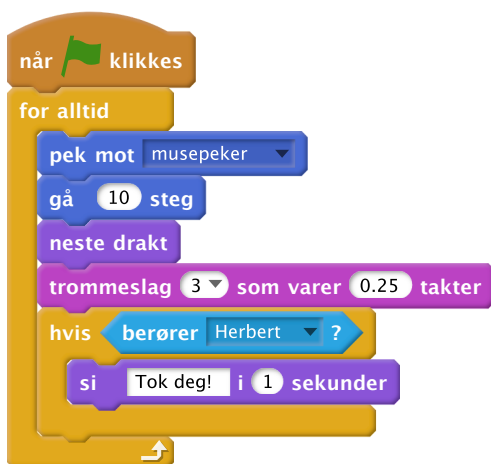 når klikkes
for alltid
pek mot musepeker
gå 10 steg
neste drakt
trommeslag 3 som varer 0.25 takter
hvis berører Herbert ?
si Tok deg! i 1 sekunder